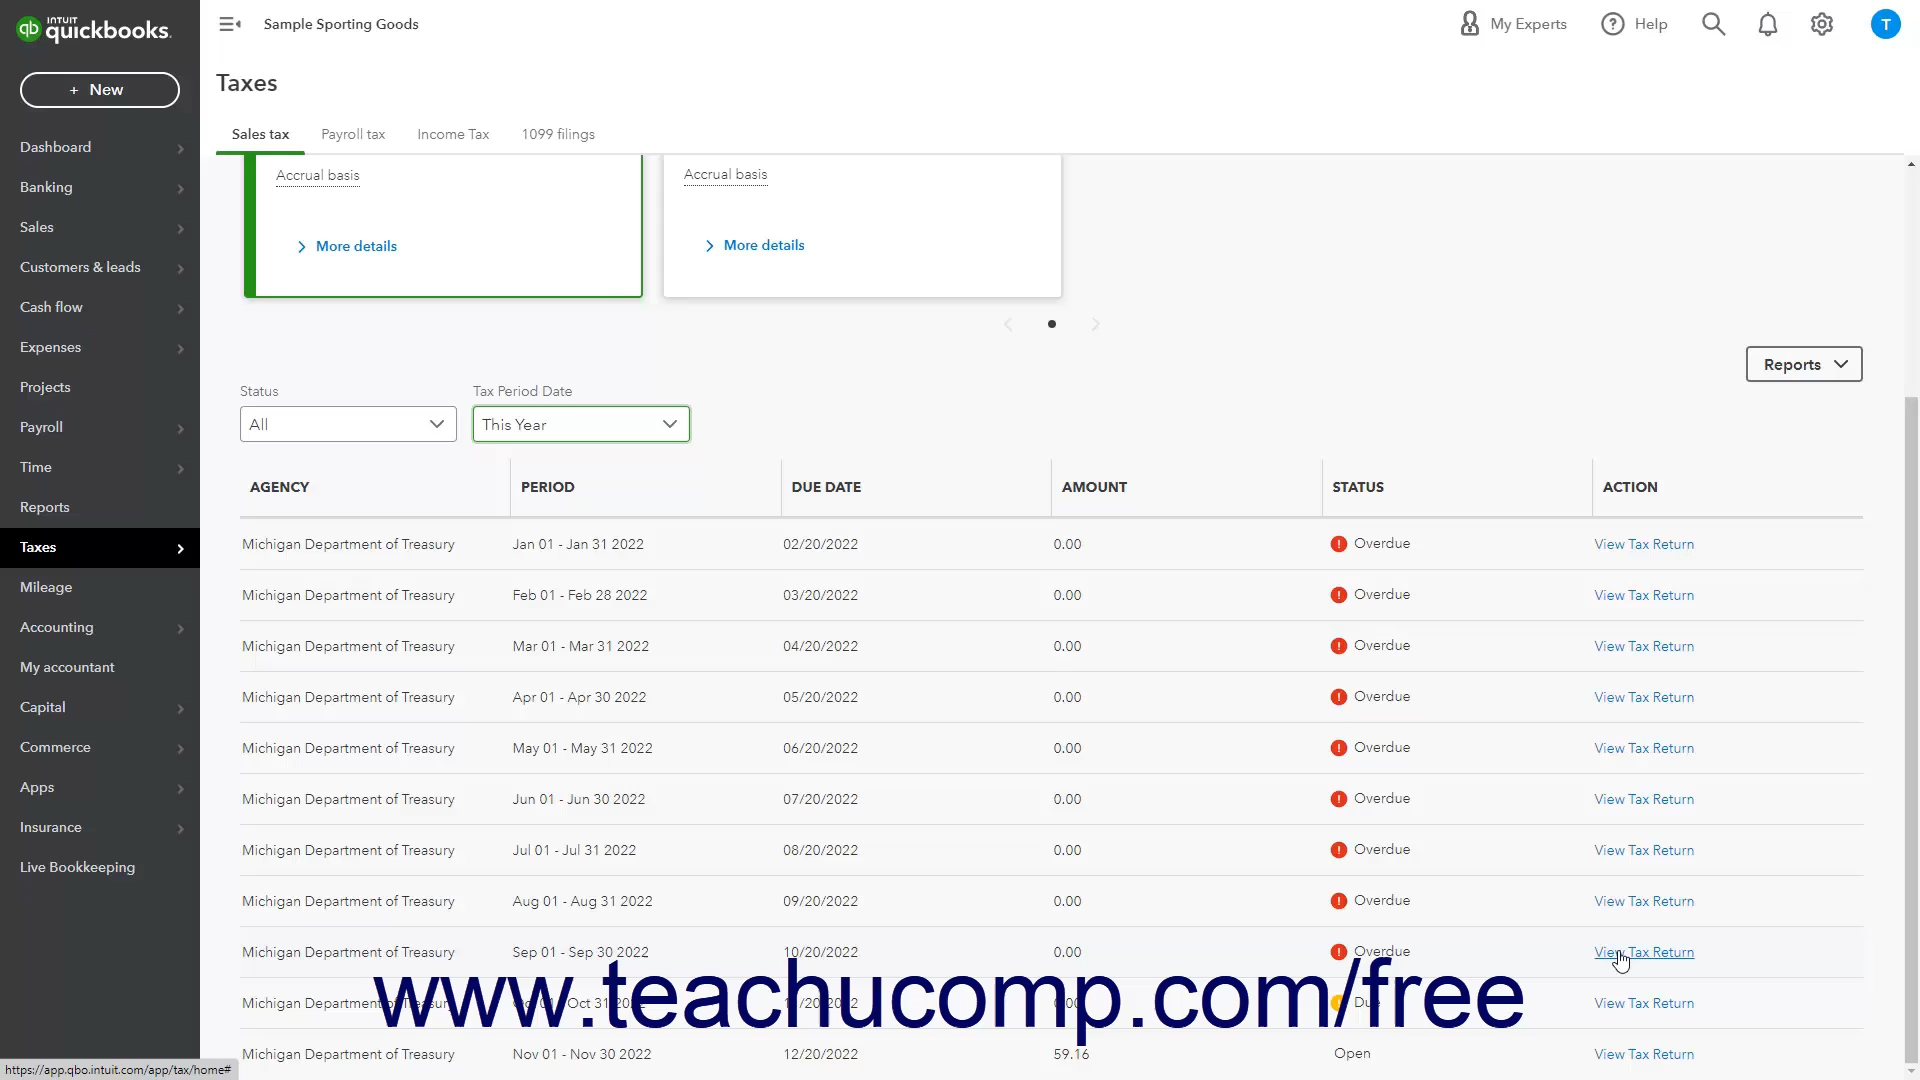 INTUIT
qb quickbooks.
Sample Sporting Goods
My Experts
? Help
T
+ New
Taxes
Sales tax Payroll tax Income Tax 1099 filings
Dashboard
Banking
Sales
Customers & leads
Cash flow
Expenses
Projects
Payroll
Time
Reports
Taxes
Mileage
Accounting
My accountant
Capital
Commerce
Apps
Insurance
Live Bookkeeping
Accrual basis
More details
Accrual basis
More details
Reports
Status
All
Tax Period Date
This Year
AGENCY PERIOD DUE DATE AMOUNT STATUS ACTION
Michigan Department of Treasury Jan 01 - Jan 31 2022 02/20/2022 0.00 Overdue View Tax Return
Michigan Department of Treasury Feb 01 - Feb 28 2022 03/20/2022 0.00 Overdue View Tax Return
Michigan Department of Treasury Mar 01 - Mar 31 2022 04/20/2022 0.00 Overdue View Tax Return
Michigan Department of Treasury Apr 01 - Apr 30 2022 05/20/2022 0.00 Overdue View Tax Return
Michigan Department of Treasury May 01 - May 31 2022 06/20/2022 0.00 Overdue View Tax Return
Michigan Department of Treasury Jun 01 - Jun 30 2022 07/20/2022 0.00 Overdue View Tax Return
Michigan Department of Treasury Jul 01 - Jul 31 2022 08/20/2022 0.00 Overdue View Tax Return
Michigan Department of Treasury Aug 01 - Aug 31 2022 09/20/2022 0.00 Overdue View Tax Return
Michigan Department of Treasury Sep 01 - Sep 30 2022 10/20/2022 0.00 Overdue View Tax Return
Michigan Department of Treasury Oct 31 0.00 Due View Tax Return
www.teachucomp.com/free
Michigan Department of Treasury Nov 01 - Nov 30 2022 12/20/2022 59.16 Open View Tax Return
https://app.qbo.intuit.com/app/tax/home#